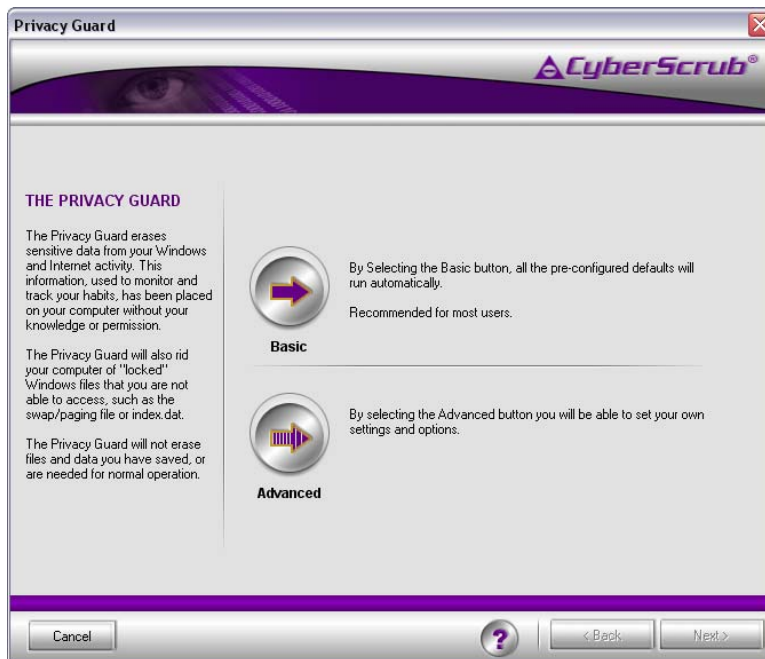 Privacy Guard
CyberScrub®
THE PRIVACY GUARD
The Privacy Guard erases
sensitive data from your Windows
and Internet activity. This
information, used to monitor and
track your habits, has been placed
on your computer without your
knowledge or permission.
The Privacy Guard will also rid
your computer of "locked"
Windows files that you are not
able to access, such as the
swap/paging file or index.dat.
The Privacy Guard will not erase
files and data you have saved, or
are needed for normal operation.
By Selecting the Basic button, all the pre-configured defaults will
run automatically.
Recommended for most users.
Basic
By selecting the Advanced button you will be able to set your own
settings and options.
Advanced
Cancel
?
< Back
Next >